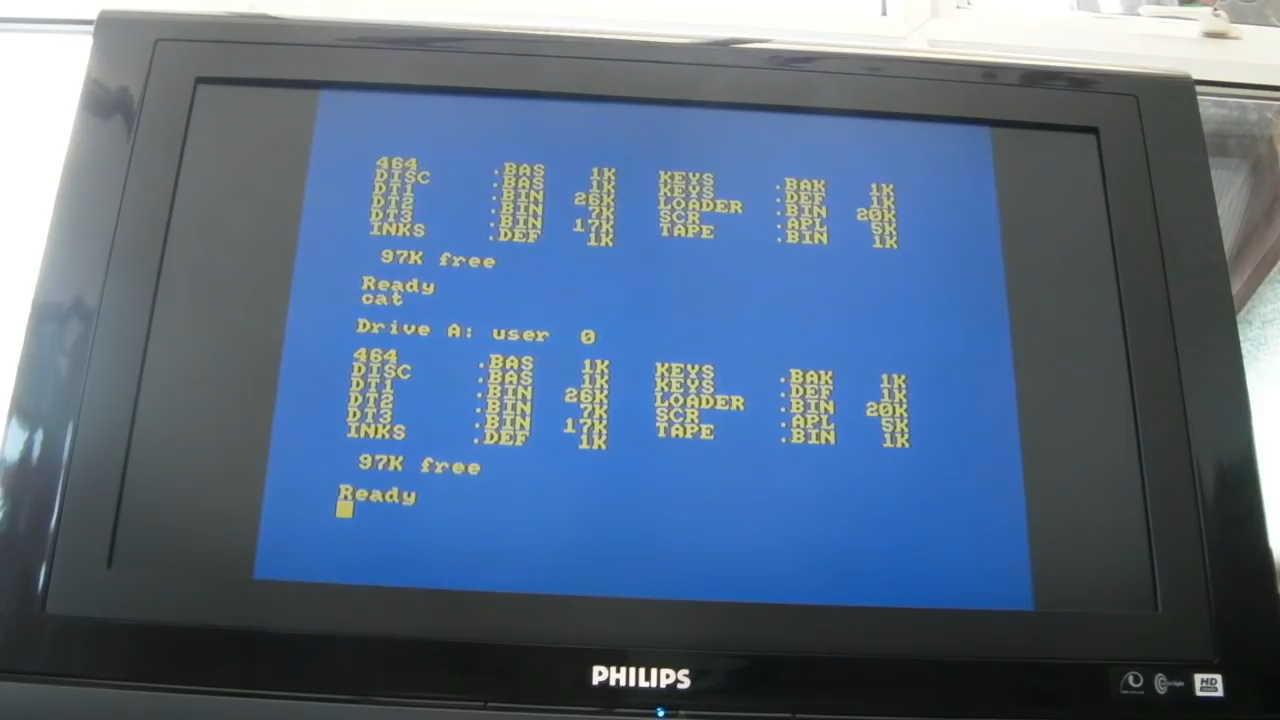 464 .BAS 1K KEYS .BAK 1K
DISC .BAS 1K KEYS .DEF 1K
DT1 .BIN 26K LOADER .BIN 20K
DT2 .BIN 7K SCR .APL 5K
DT3 .BIN 17K TAPE .BIN 1K
INKS .DEF 1K
97K free
Ready
cat
Drive A: user 0
464 .BAS 1K KEYS .BAK 1K
DISC .BAS 1K KEYS .DEF 1K
DT1 .BIN 26K LOADER .BIN 20K
DT2 .BIN 7K SCR .APL 5K
DT3 .BIN 17K TAPE .BIN 1K
INKS .DEF 1K
97K free
Ready
PHILIPS
HD